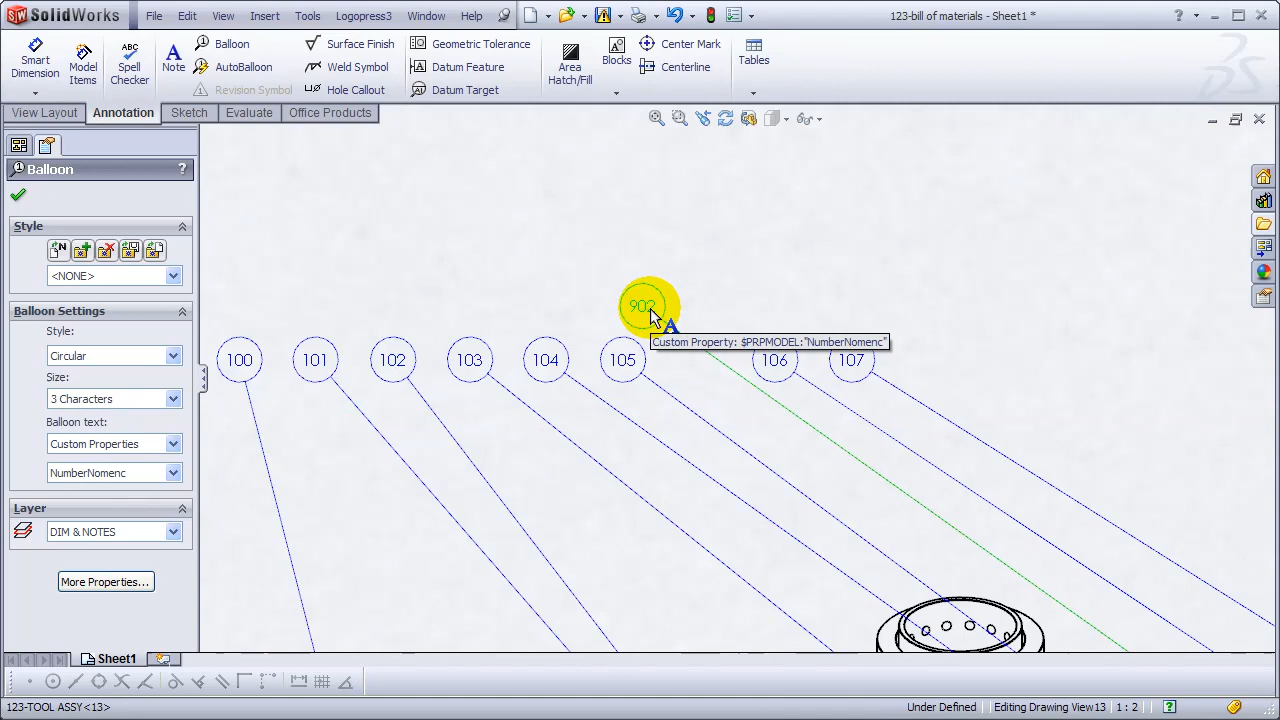 SolidWorks
File Edit View Insert Tools Logopress3 Window Help
123-bill of materials - Sheet1 *
Smart Dimension
Model Items
ABC
Spell Checker
A
Note
Balloon
AutoBalloon
Revision Symbol
Surface Finish
Weld Symbol
Hole Callout
Geometric Tolerance
Datum Feature
Datum Target
Area Hatch/Fill
Blocks
Center Mark
Centerline
Tables
View Layout Annotation Sketch Evaluate Office Products
Balloon ?
Style
<NONE>
Balloon Settings
Style:
Circular
Size:
3 Characters
Balloon text:
Custom Properties
NumberNomenc
Layer
DIM & NOTES
More Properties...
902
A
Custom Property: $PRPMODEL:"NumberNomenc"
100 101 102 103 104 105 106 107
Sheet1
123-TOOL ASSY<13>
Under Defined Editing Drawing View13 1 : 2 ?